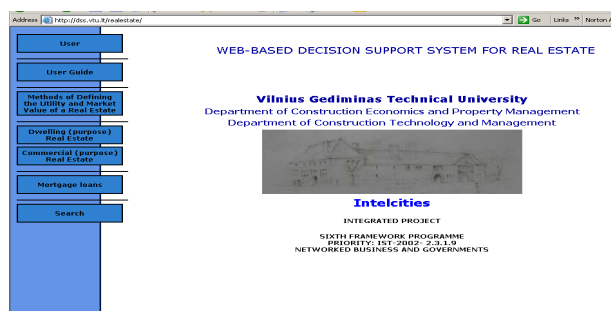 Address http://dss.vtu.lt/realestate/ Go Links » Norton A
User
User Guide
Methods of Defining
the Utility and Market
Value of a Real Estate
Dwelling (purpose)
Real Estate
Commercial (purpose)
Real Estate
Mortgage loans
Search
WEB-BASED DECISION SUPPORT SYSTEM FOR REAL ESTATE
Vilnius Gediminas Technical University
Department of Construction Economics and Property Management
Department of Construction Technology and Management
Intelcities
INTEGRATED PROJECT
SIXTH FRAMEWORK PROGRAMME
PRIORITY: IST-2002- 2.3.1.9
NETWORKED BUSINESS AND GOVERNMENTS